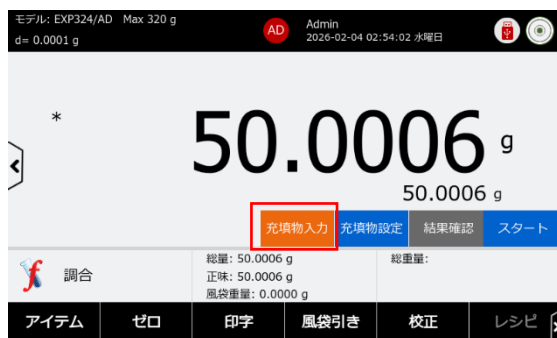 モデル: EXP324/AD Max 320 g
d= 0.0001 g
AD
Admin
2026-02-04 02:54:02 水曜日
*
50.0006 g
50.0006 g
充填物入力
充填物設定
結果確認
スタート
調合
総量: 50.0006 g
正味: 50.0006 g
風袋重量: 0.0000 g
総重量:
アイテム
ゼロ
印字
風袋引き
校正
レシピ